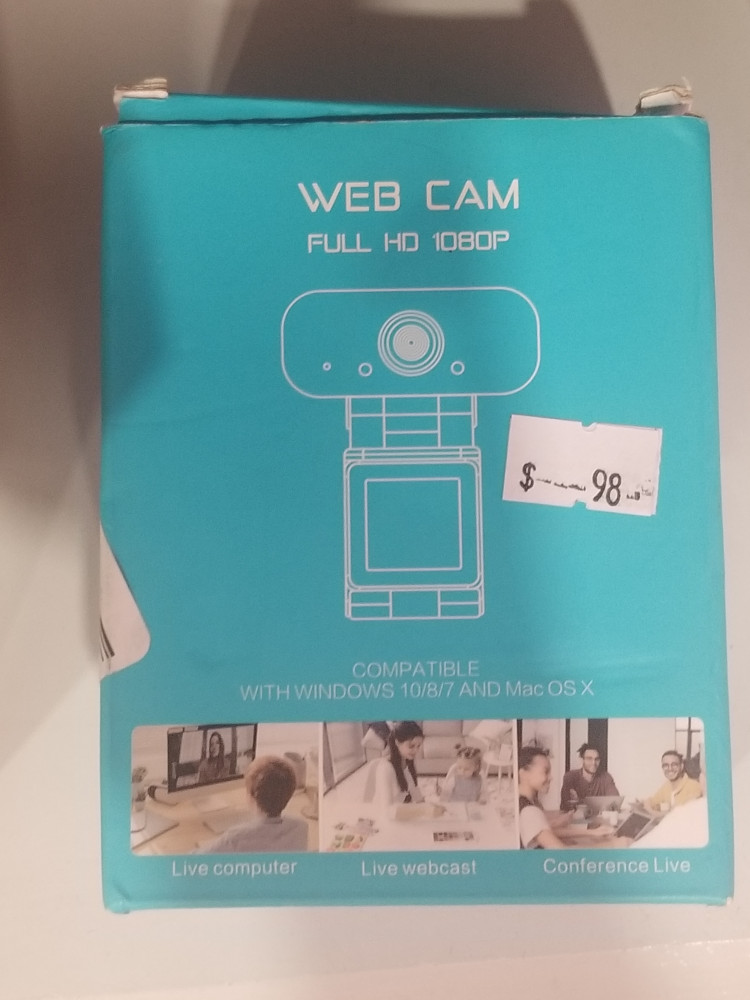 WEB CAM
FULL HD 1080P
$ 98
COMPATIBLE
WITH WINDOWS 10/8/7 AND Mac OS X
Live computer
Live webcast
Conference Live